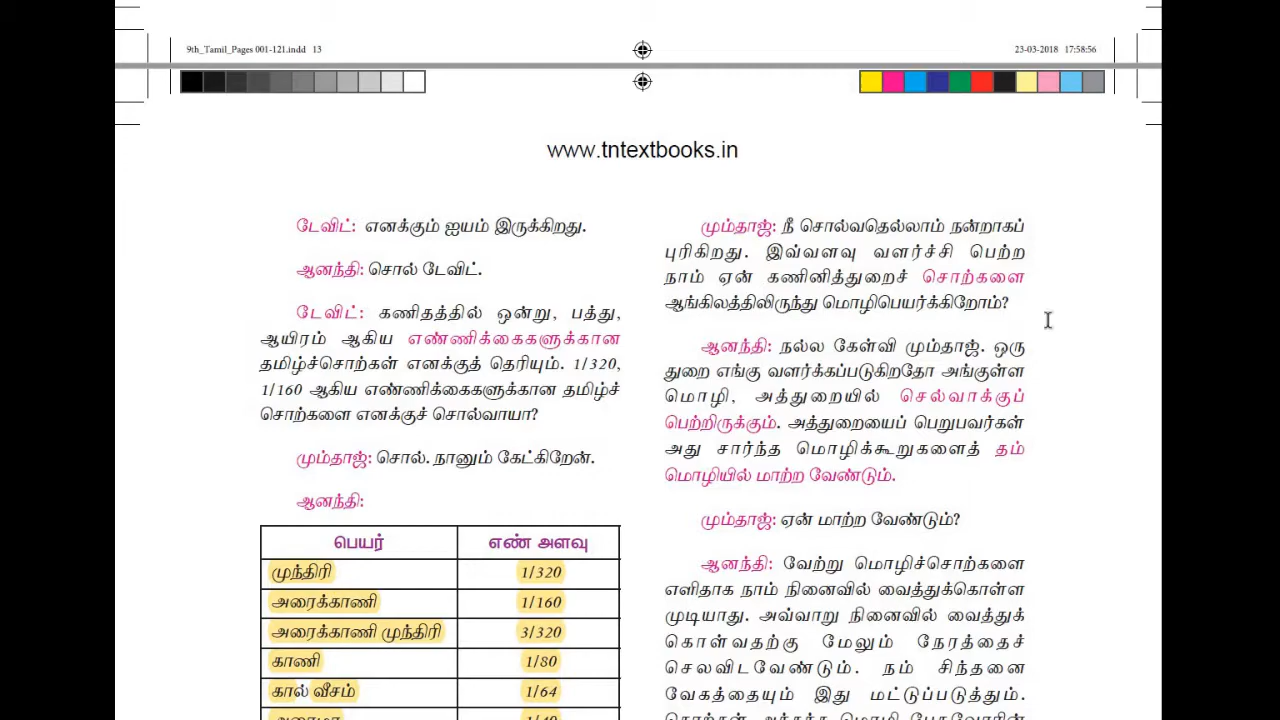 9th_Tamil_Pages 001-121.indd 13
23-03-2018 17:58:56
www.tntextbooks.in
டேவிட்: எனக்கும் ஐயம் இருக்கிறது.
ஆனந்தி: சொல் டேவிட்.
டேவிட்: கணிதத்தில் ஒன்று, பத்து,
ஆயிரம் ஆகிய எண்ணிக்கைகளுக்கான
தமிழ்ச்சொற்கள் எனக்குத் தெரியும். 1/320,
1/160 ஆகிய எண்ணிக்கைகளுக்கான தமிழ்ச்
சொற்களை எனக்குச் சொல்வாயா?
மும்தாஜ்: சொல். நானும் கேட்கிறேன்.
ஆனந்தி:
பெயர் எண் அளவு
முந்திரி 1/320
அரைக்காணி 1/160
அரைக்காணி முந்திரி 3/320
காணி 1/80
கால் வீசம் 1/64
அரைமா 1/40
மும்தாஜ்: நீ சொல்வதெல்லாம் நன்றாகப்
புரிகிறது. இவ்வளவு வளர்ச்சி பெற்ற
நாம் ஏன் கணினித்துறைச் சொற்களை
ஆங்கிலத்திலிருந்து மொழிபெயர்க்கிறோம்?
ஆனந்தி: நல்ல கேள்வி மும்தாஜ். ஒரு
துறை எங்கு வளர்க்கப்படுகிறதோ அங்குள்ள
மொழி, அத்துறையில் செல்வாக்குப்
பெற்றிருக்கும். அத்துறையைப் பெறுபவர்கள்
அது சார்ந்த மொழிக்கூறுகளைத் தம்
மொழியில் மாற்ற வேண்டும்.
மும்தாஜ்: ஏன் மாற்ற வேண்டும்?
ஆனந்தி: வேற்று மொழிச்சொற்களை
எளிதாக நாம் நினைவில் வைத்துக்கொள்ள
முடியாது. அவ்வாறு நினைவில் வைத்துக்
கொள்வதற்கு மேலும் நேரத்தைச்
செலவிடவேண்டும். நம் சிந்தனை
வேகத்தையும் இது மட்டுப்படுத்தும்.